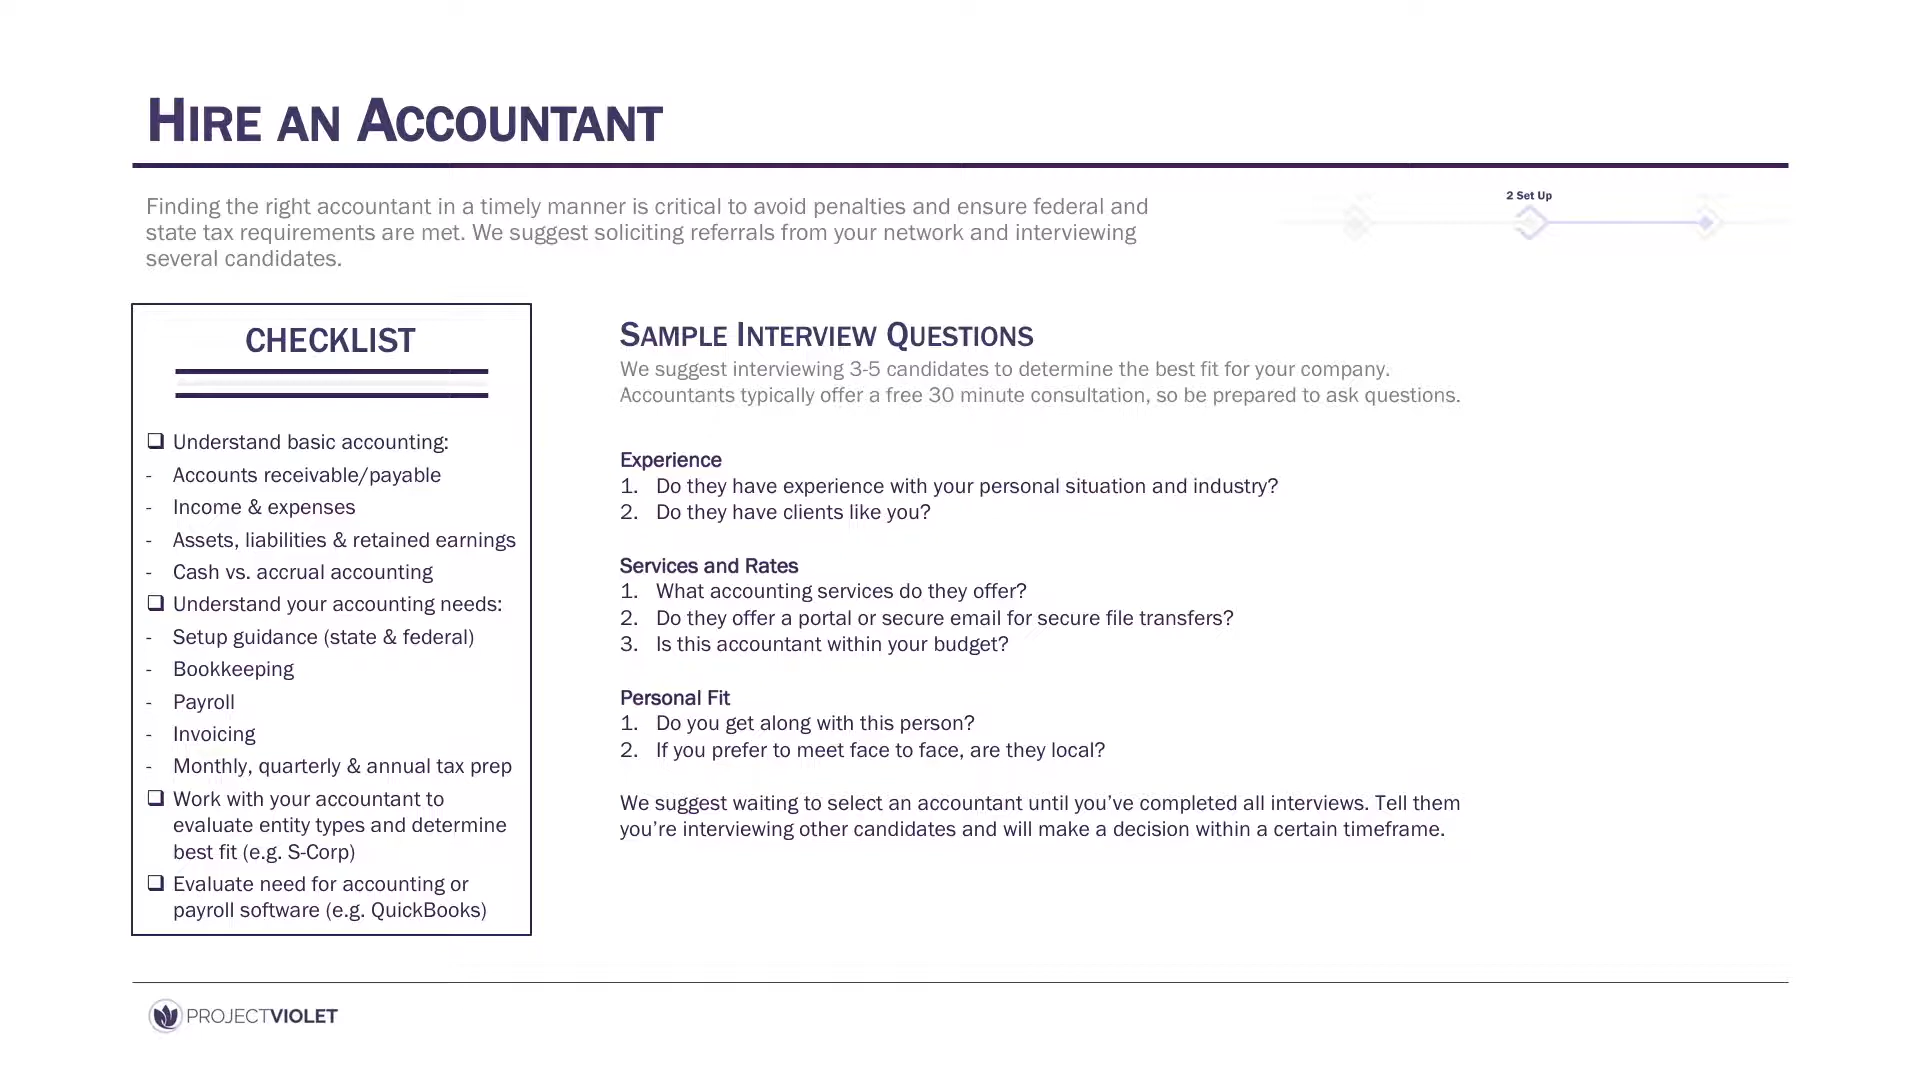 HIRE AN ACCOUNTANT
Finding the right accountant in a timely manner is critical to avoid penalties and ensure federal and
state tax requirements are met. We suggest soliciting referrals from your network and interviewing
several candidates.
2 Set Up
CHECKLIST
❑ Understand basic accounting:
- Accounts receivable/payable
- Income & expenses
- Assets, liabilities & retained earnings
- Cash vs. accrual accounting
❑ Understand your accounting needs:
- Setup guidance (state & federal)
- Bookkeeping
- Payroll
- Invoicing
- Monthly, quarterly & annual tax prep
❑ Work with your accountant to
evaluate entity types and determine
best fit (e.g. S-Corp)
❑ Evaluate need for accounting or
payroll software (e.g. QuickBooks)
SAMPLE INTERVIEW QUESTIONS
We suggest interviewing 3-5 candidates to determine the best fit for your company.
Accountants typically offer a free 30 minute consultation, so be prepared to ask questions.
Experience
1. Do they have experience with your personal situation and industry?
2. Do they have clients like you?
Services and Rates
1. What accounting services do they offer?
2. Do they offer a portal or secure email for secure file transfers?
3. Is this accountant within your budget?
Personal Fit
1. Do you get along with this person?
2. If you prefer to meet face to face, are they local?
We suggest waiting to select an accountant until you’ve completed all interviews. Tell them
you’re interviewing other candidates and will make a decision within a certain timeframe.
PROJECTVIOLET